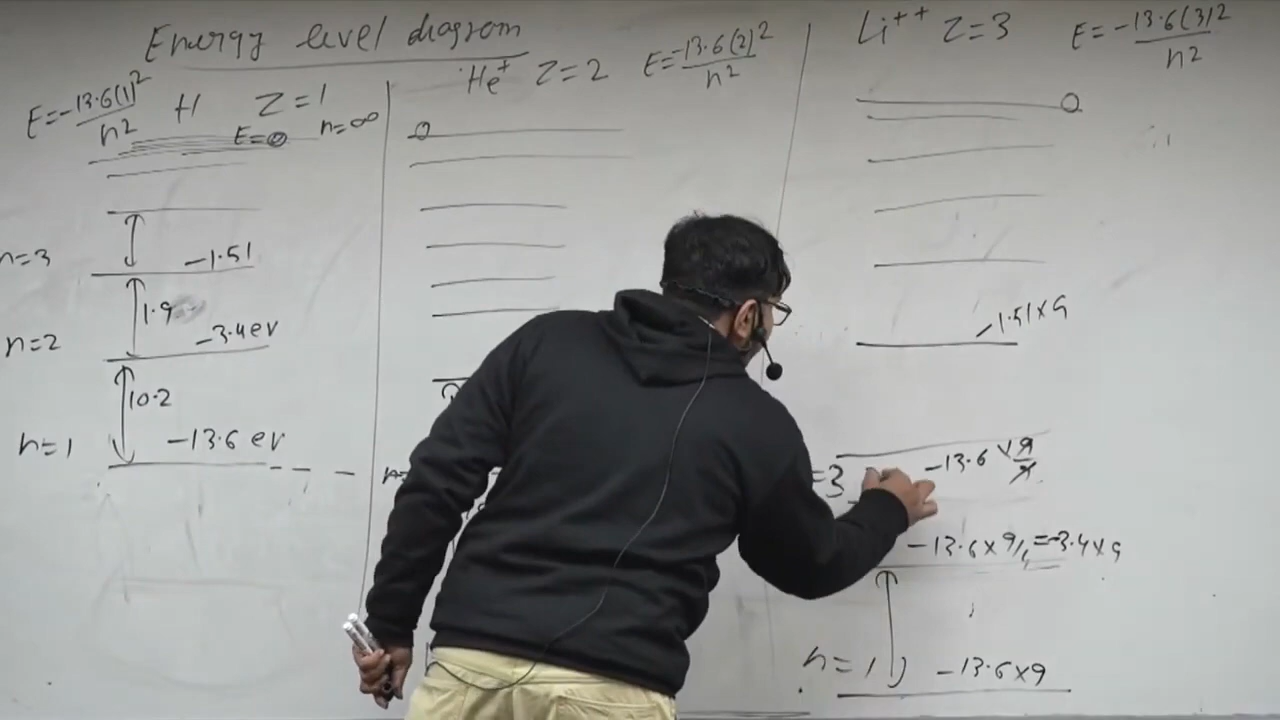 Energy level diagram
E=-13.6(1)²/n² H Z=1
E=0 n=∞
n=3 -1.51
1.9
n=2 -3.4ev
10.2
n=1 -13.6 ev
He⁺ Z=2 E=-13.6(2)²/n²
0
Li⁺⁺ Z=3 E=-13.6(3)²/n²
0
-1.51×9
=3 -13.6×9/9
-13.6×9/4=-3.4×9
n=1 -13.6×9